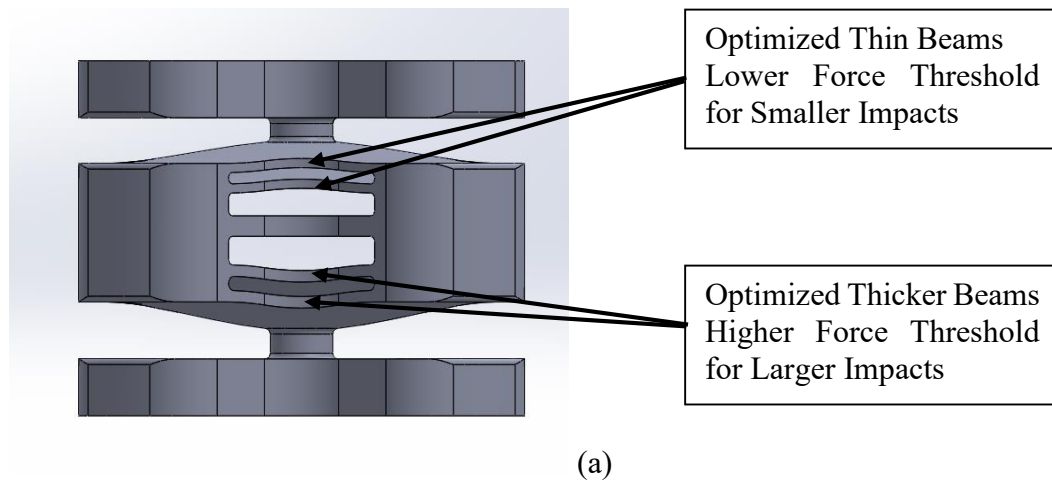 Optimized Thin Beams
Lower Force Threshold
for Smaller Impacts
Optimized Thicker Beams
Higher Force Threshold
for Larger Impacts
(a)